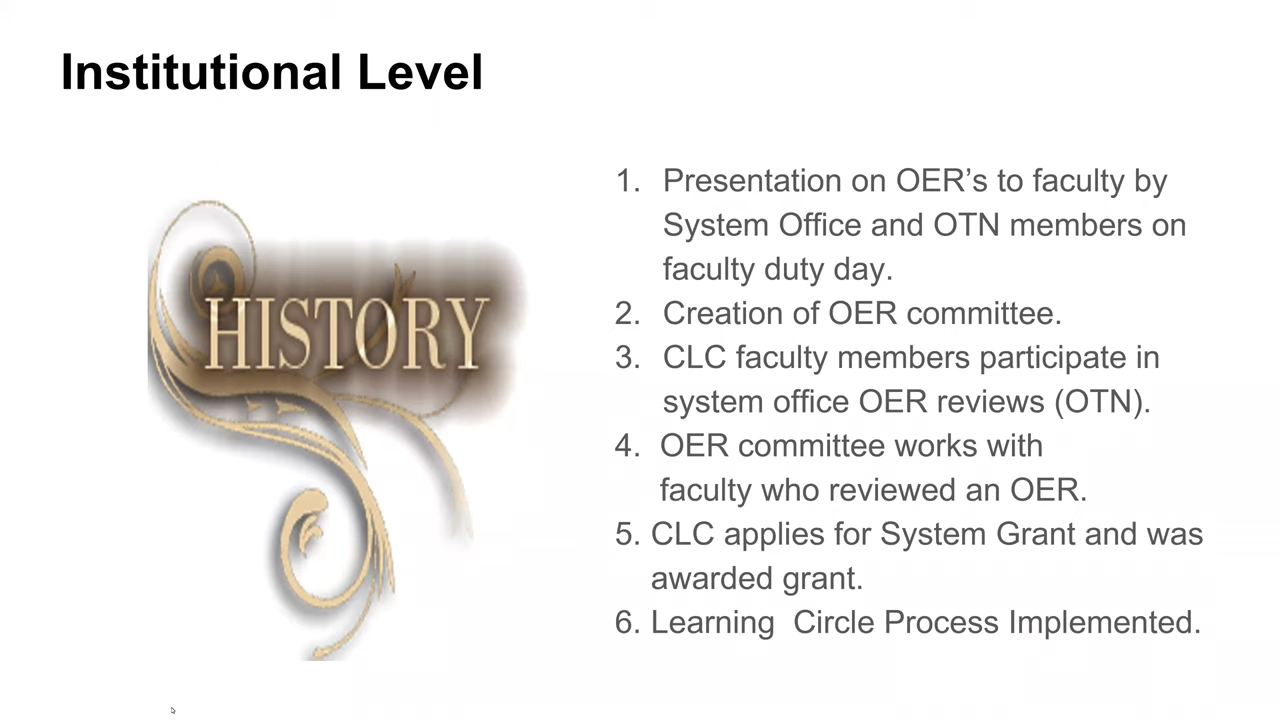 Institutional Level
HISTORY
1. Presentation on OER’s to faculty by
System Office and OTN members on
faculty duty day.
2. Creation of OER committee.
3. CLC faculty members participate in
system office OER reviews (OTN).
4. OER committee works with
faculty who reviewed an OER.
5. CLC applies for System Grant and was
awarded grant.
6. Learning  Circle Process Implemented.